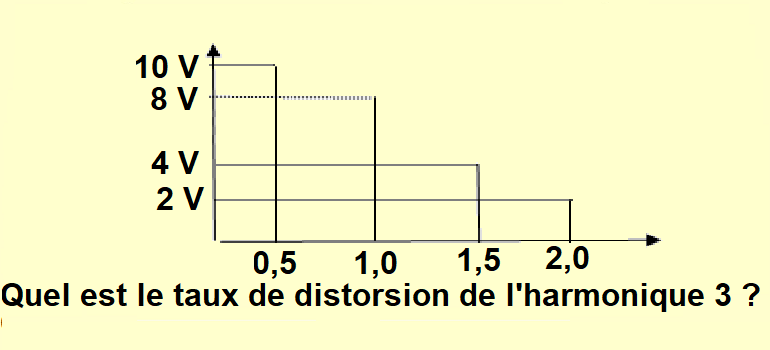 10 V
8 V
4 V
2 V
0,5 1,0 1,5 2,0
Quel est le taux de distorsion de l'harmonique 3 ?